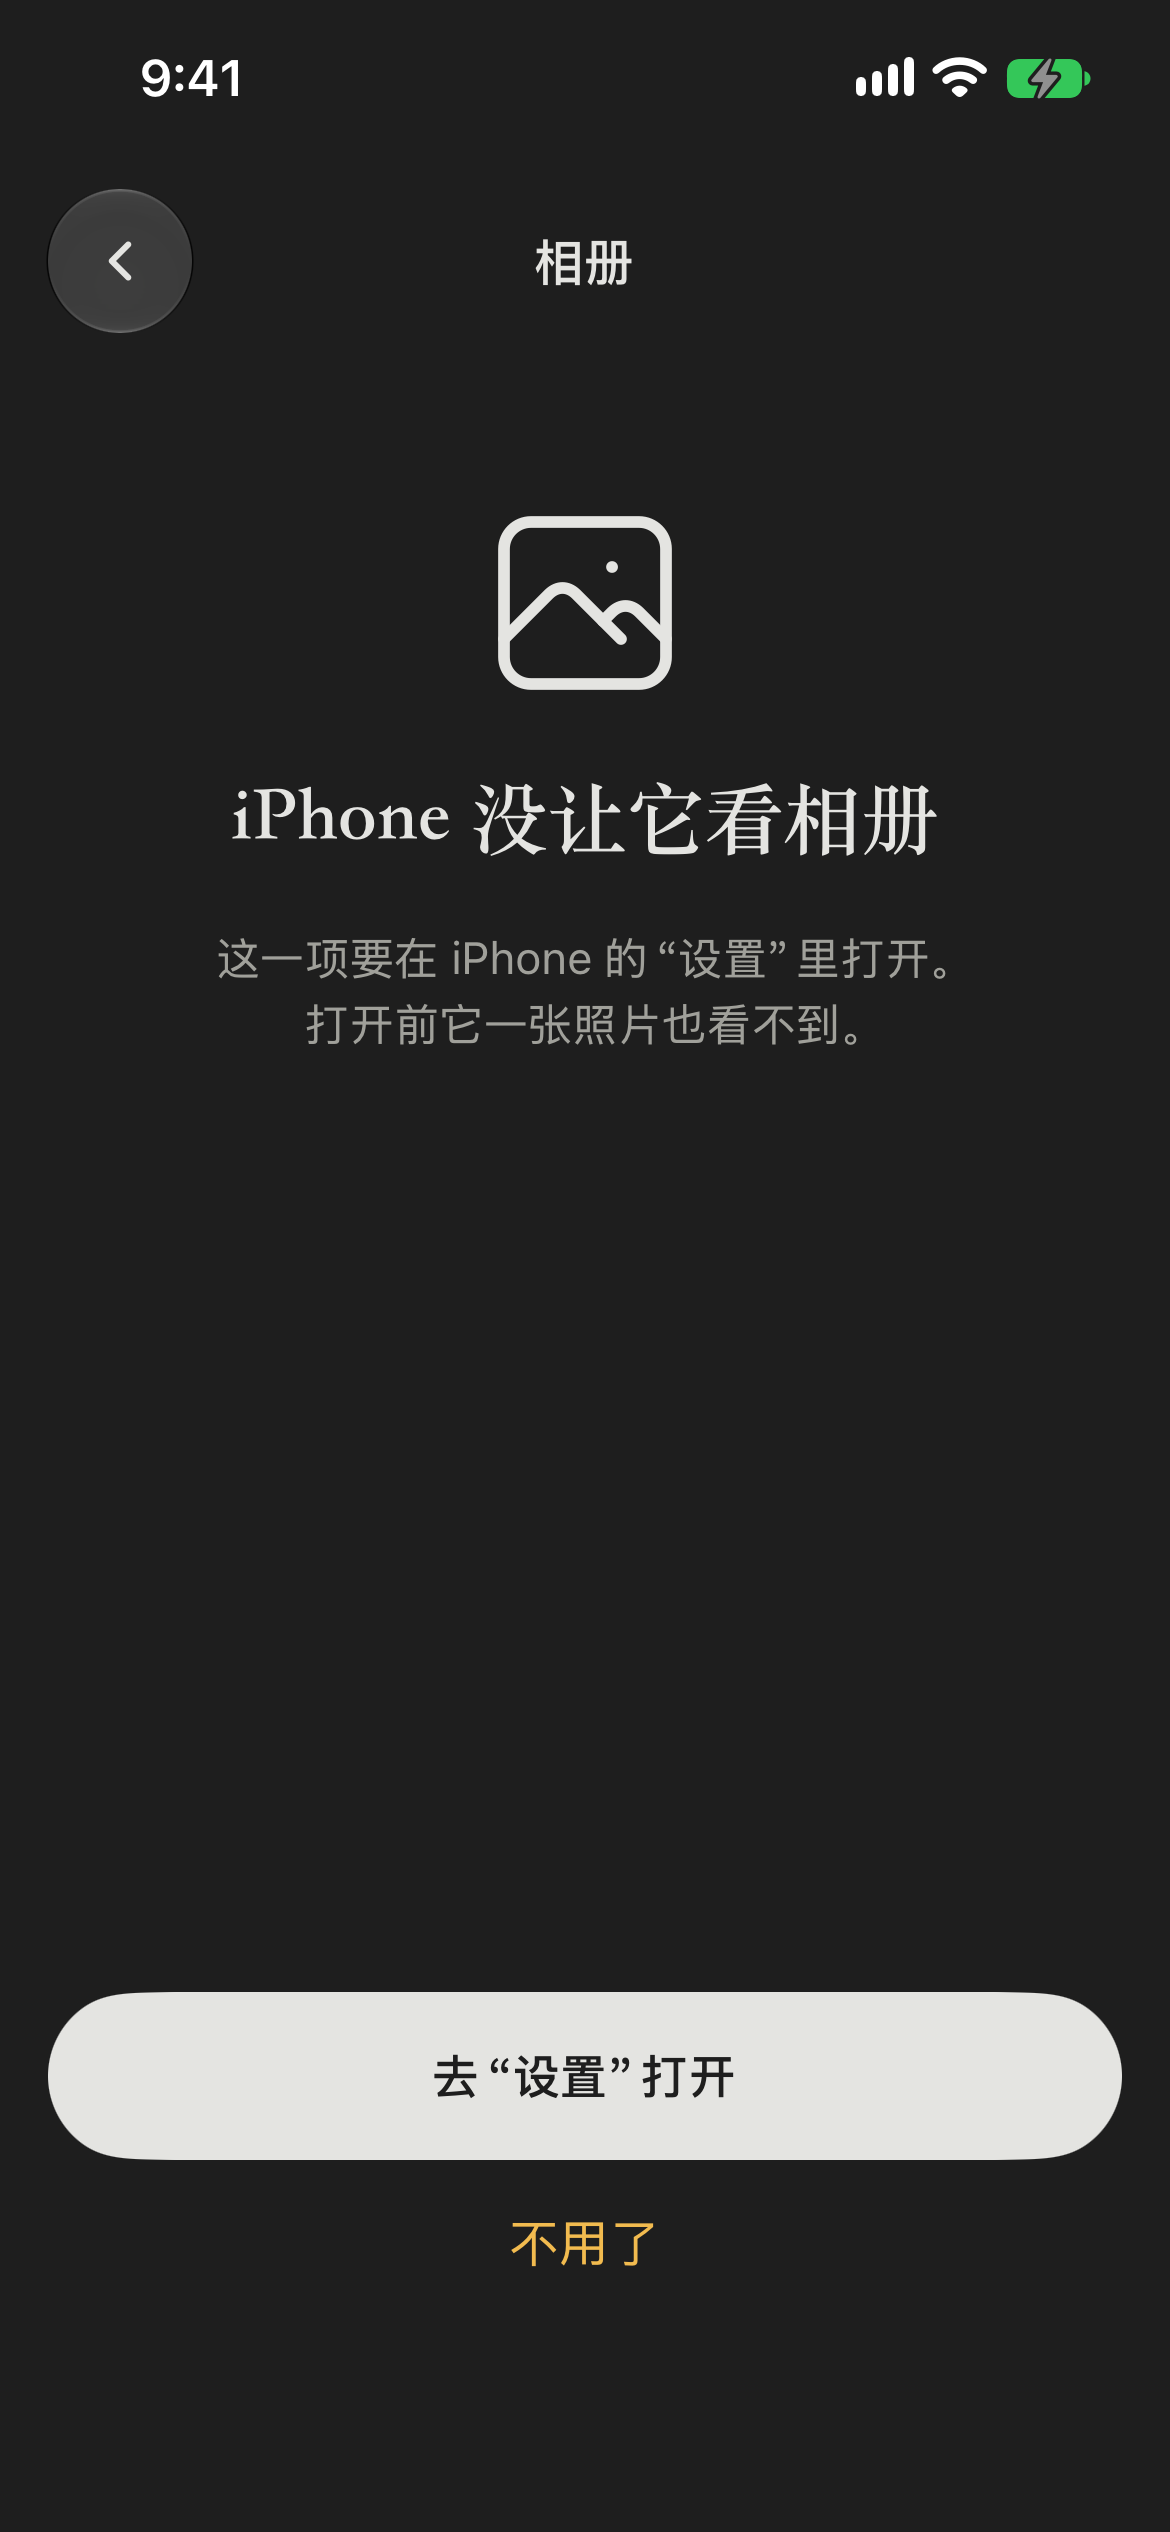 9:41
相册
iPhone 没让它看相册
这一项要在 iPhone 的 “设置” 里打开。
打开前它一张照片也看不到。
去 “设置” 打开
不用了